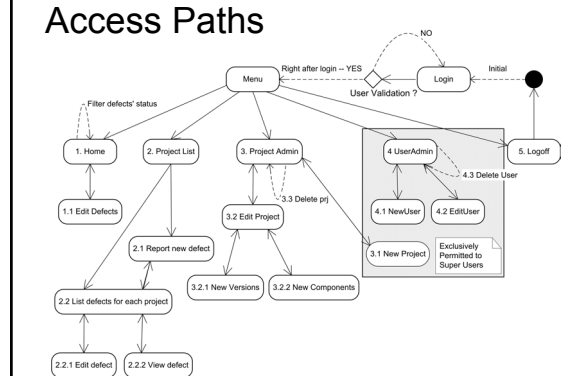 Access Paths
NO
Right after login -- YES
Initial
Menu
Login
User Validation ?
Filter defects' status
1. Home
2. Project List
3. Project Admin
4 UserAdmin
5. Logoff
4.3 Delete User
3.3 Delete prj
1.1 Edit Defects
3.2 Edit Project
4.1 NewUser
4.2 EditUser
2.1 Report new defect
3.1 New Project
Exclusively
Permitted to
Super Users
2.2 List defects for each project
3.2.1 New Versions
3.2.2 New Components
2.2.1 Edit defect
2.2.2 View defect